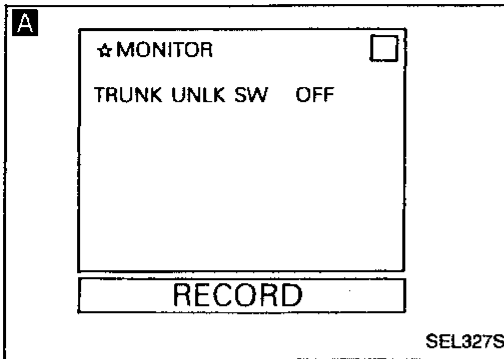 A
☆MONITOR
TRUNK UNLK SW OFF
RECORD
SEL327S